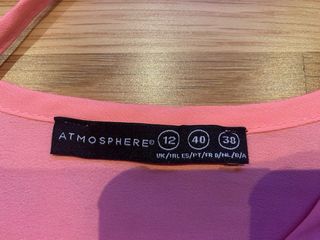 ATMOSPHERE® 12 40 38
UK/IRL ES/PT/FR D/NL/B/A